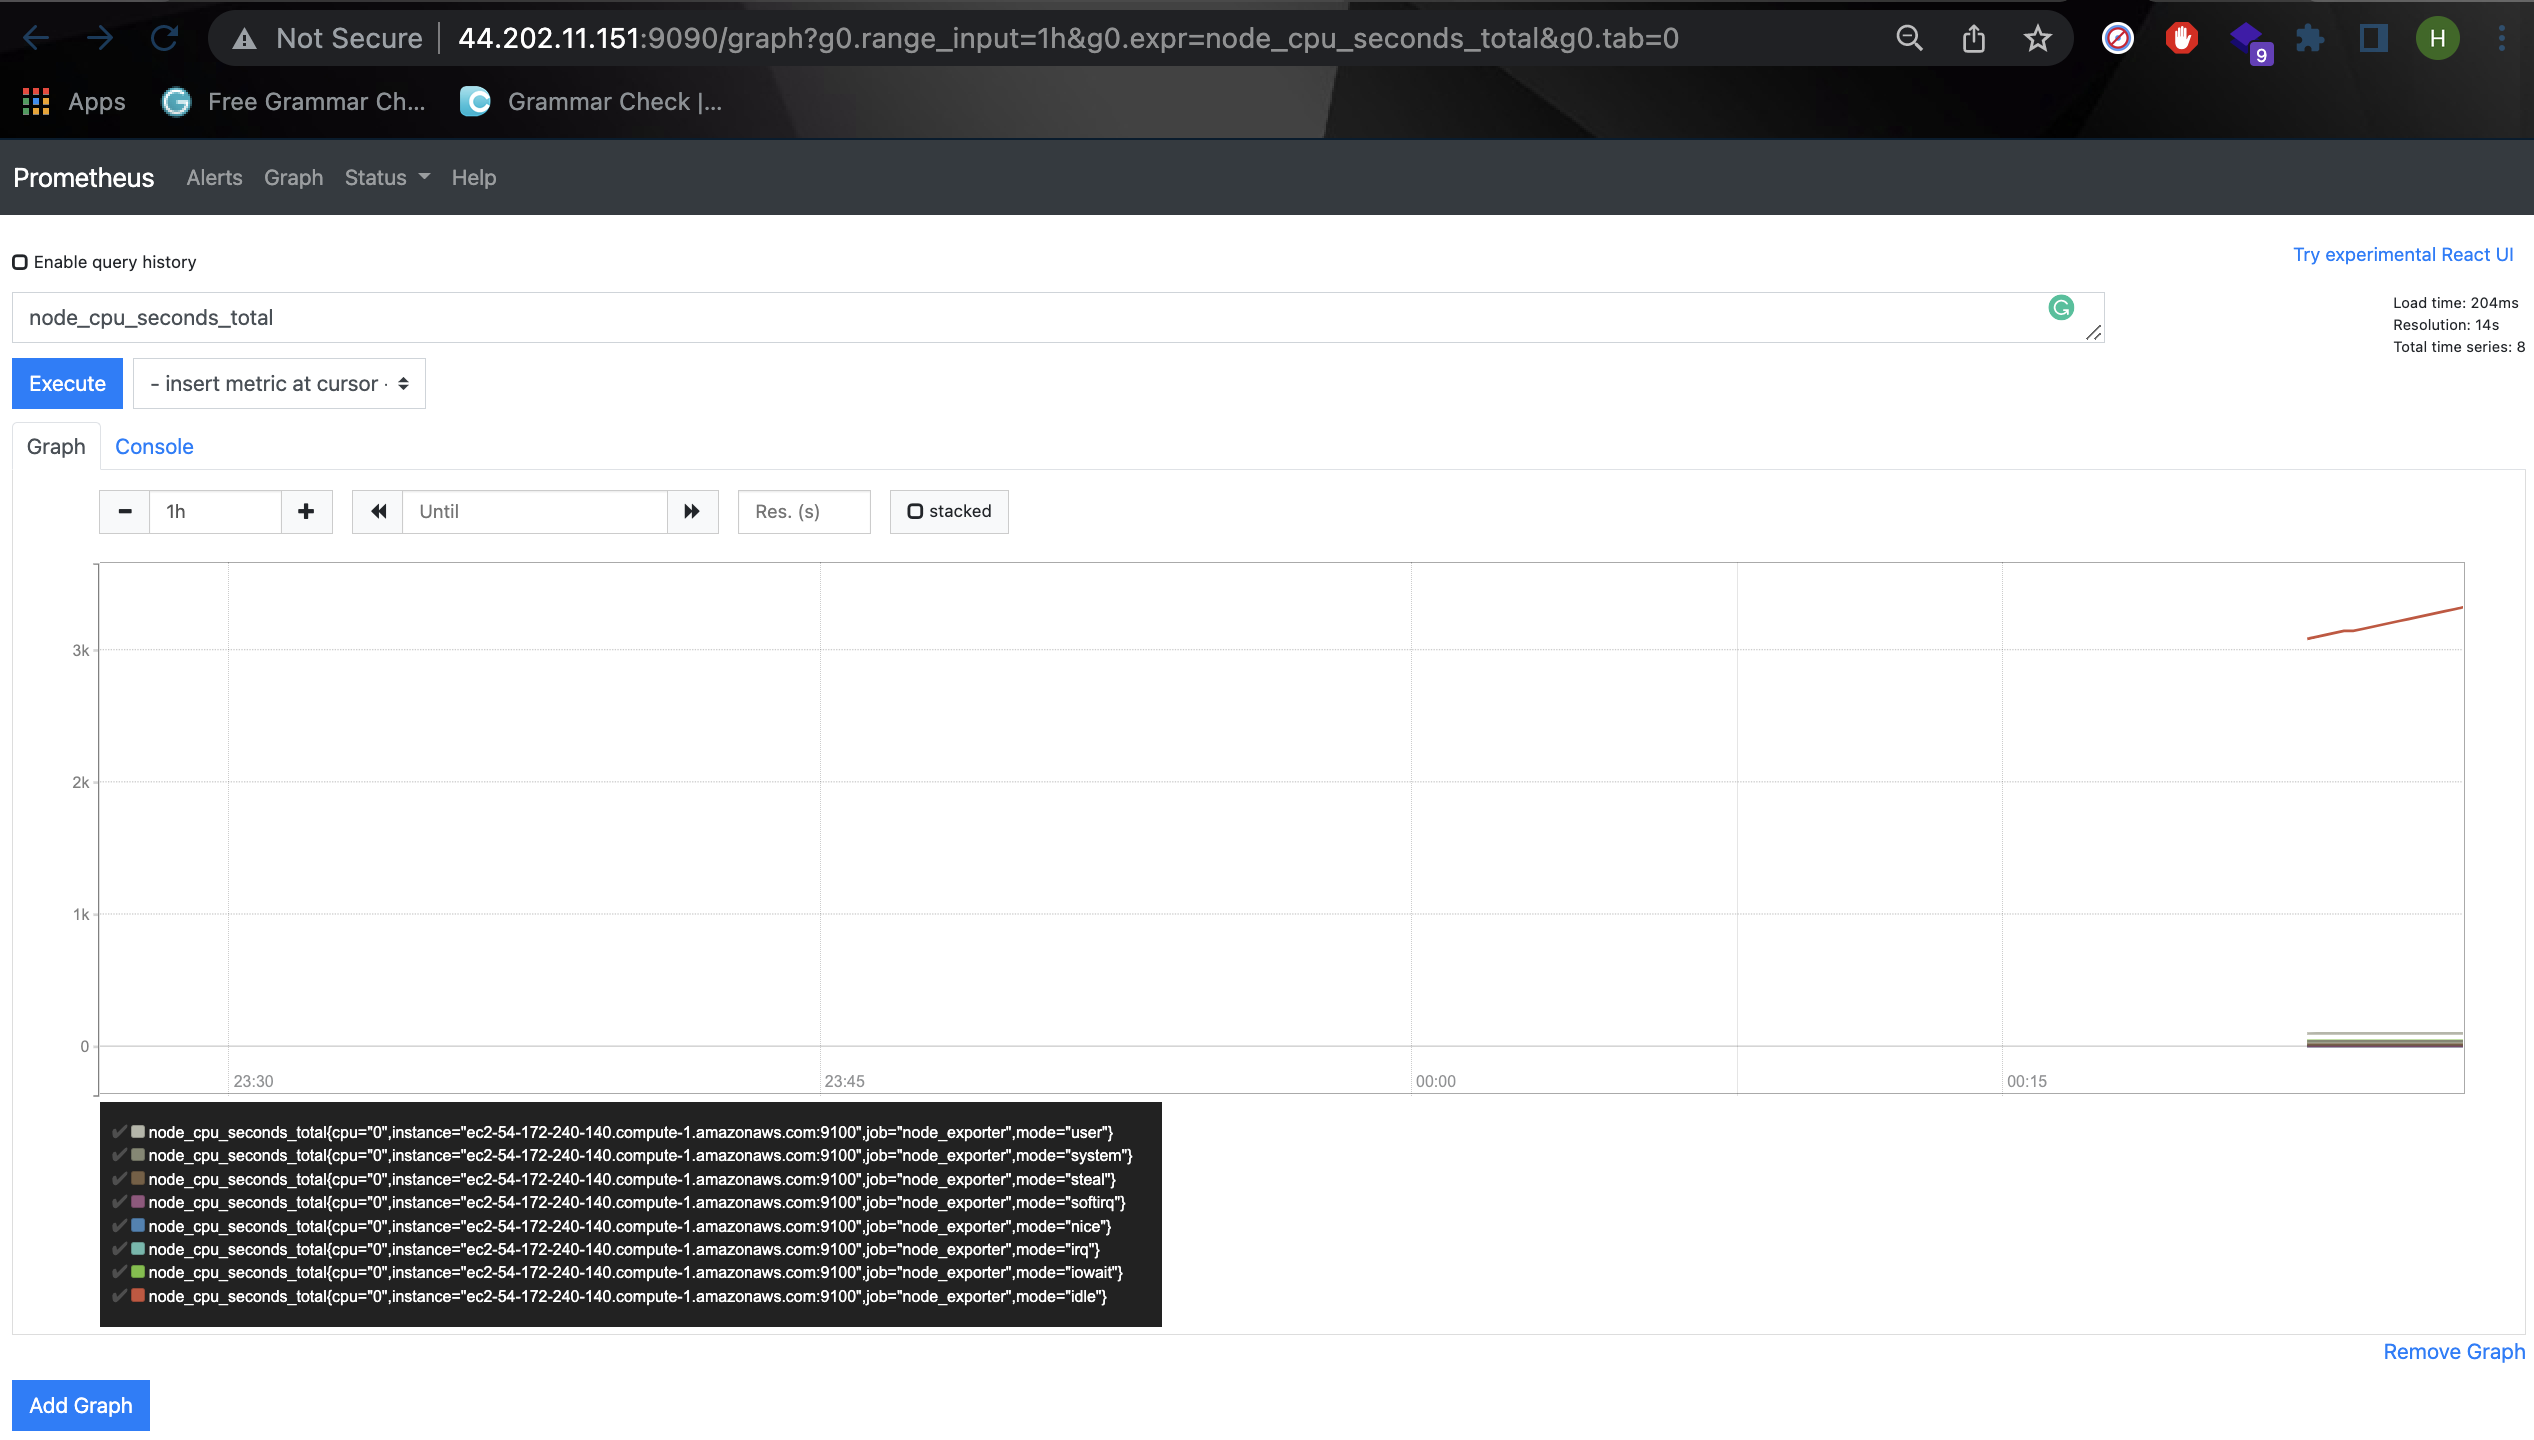 Not Secure 44.202.11.151:9090/graph?g0.range_input=1h&g0.expr=node_cpu_seconds_total&g0.tab=0
9
H
Apps Free Grammar Ch... Grammar Check |...
Prometheus Alerts Graph Status Help
Enable query history
Try experimental React UI
node_cpu_seconds_total
Load time: 204ms
Resolution: 14s
Total time series: 8
Execute - insert metric at cursor -
Graph Console
1h Until Res. (s) stacked
3k
2k
1k
0
23:30 23:45 00:00 00:15
node_cpu_seconds_total{cpu="0",instance="ec2-54-172-240-140.compute-1.amazonaws.com:9100",job="node_exporter",mode="user"}
node_cpu_seconds_total{cpu="0",instance="ec2-54-172-240-140.compute-1.amazonaws.com:9100",job="node_exporter",mode="system"}
node_cpu_seconds_total{cpu="0",instance="ec2-54-172-240-140.compute-1.amazonaws.com:9100",job="node_exporter",mode="steal"}
node_cpu_seconds_total{cpu="0",instance="ec2-54-172-240-140.compute-1.amazonaws.com:9100",job="node_exporter",mode="softirq"}
node_cpu_seconds_total{cpu="0",instance="ec2-54-172-240-140.compute-1.amazonaws.com:9100",job="node_exporter",mode="nice"}
node_cpu_seconds_total{cpu="0",instance="ec2-54-172-240-140.compute-1.amazonaws.com:9100",job="node_exporter",mode="irq"}
node_cpu_seconds_total{cpu="0",instance="ec2-54-172-240-140.compute-1.amazonaws.com:9100",job="node_exporter",mode="iowait"}
node_cpu_seconds_total{cpu="0",instance="ec2-54-172-240-140.compute-1.amazonaws.com:9100",job="node_exporter",mode="idle"}
Remove Graph
Add Graph